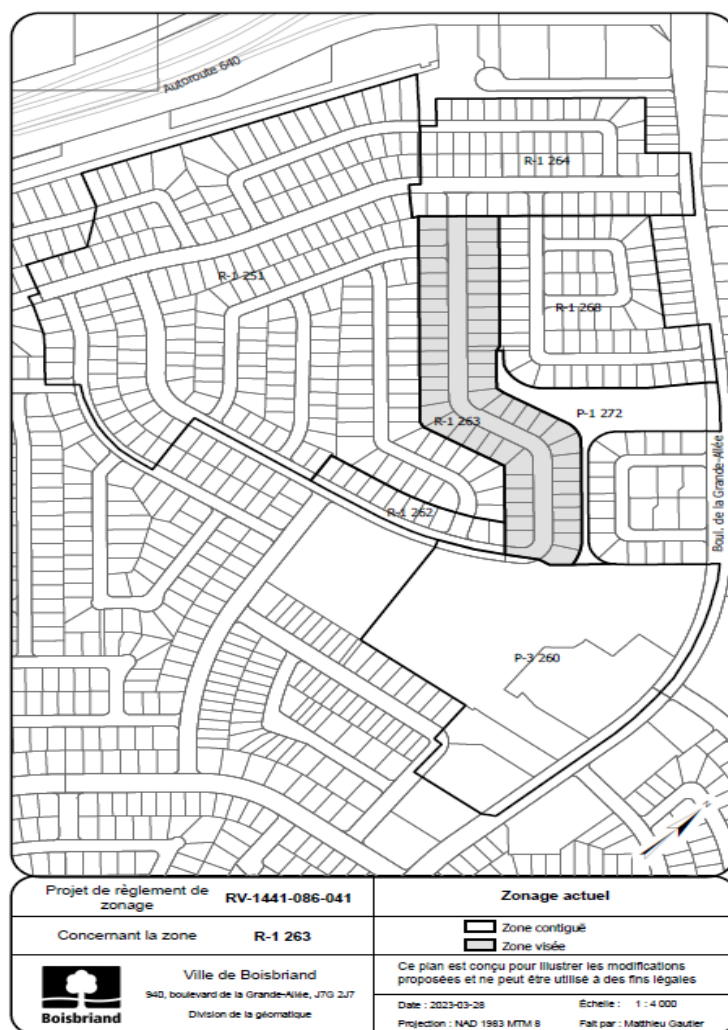 Autoroute 640
R-1 264
R-1 251
R-1 268
P-1 272
R-1 263
Boul. de la Grande-Allée
R-1 262
P-3 260
N
Projet de règlement de
zonage
RV-1441-086-041
Zonage actuel
Concernant la zone R-1 263
Zone contiguë
Zone visée
Boisbriand
Ville de Boisbriand
940, boulevard de la Grande-Allée, J7G 2J7
Division de la géomatique
Ce plan est conçu pour illustrer les modifications
proposées et ne peut être utilisé à des fins légales
Date : 2023-03-28 Échelle : 1 : 4 000
Projection : NAD 1983 MTM 8 Fait par : Matthieu Gautier